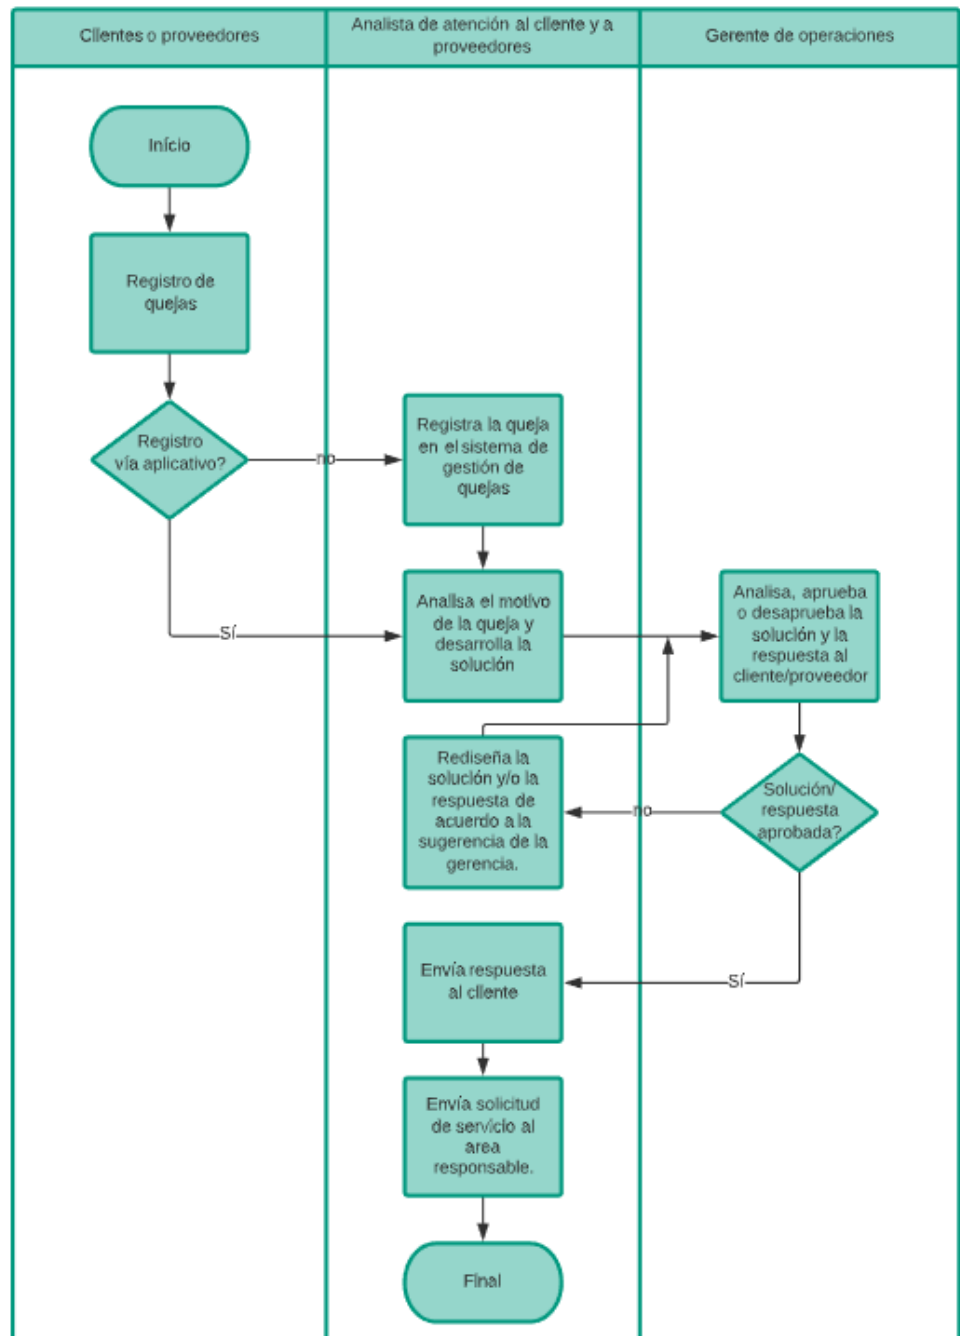 Clientes o proveedores
Analista de atención al cliente y a
proveedores
Gerente de operaciones
Início
Registro de
quejas
Registro
vía aplicativo?
no
Registra la queja
en el sistema de
gestión de
quejas
Sí
Analisa el motivo
de la queja y
desarrolla la
solución
Analisa, aprueba
o desaprueba la
solución y la
respuesta al
cliente/proveedor
Rediseña la
solución y/o la
respuesta de
acuerdo a la
sugerencia de la
gerencia.
no
Solución/
respuesta
aprobada?
Envía respuesta
al cliente
Sí
Envía solicitud
de servício al
area
responsable.
Final